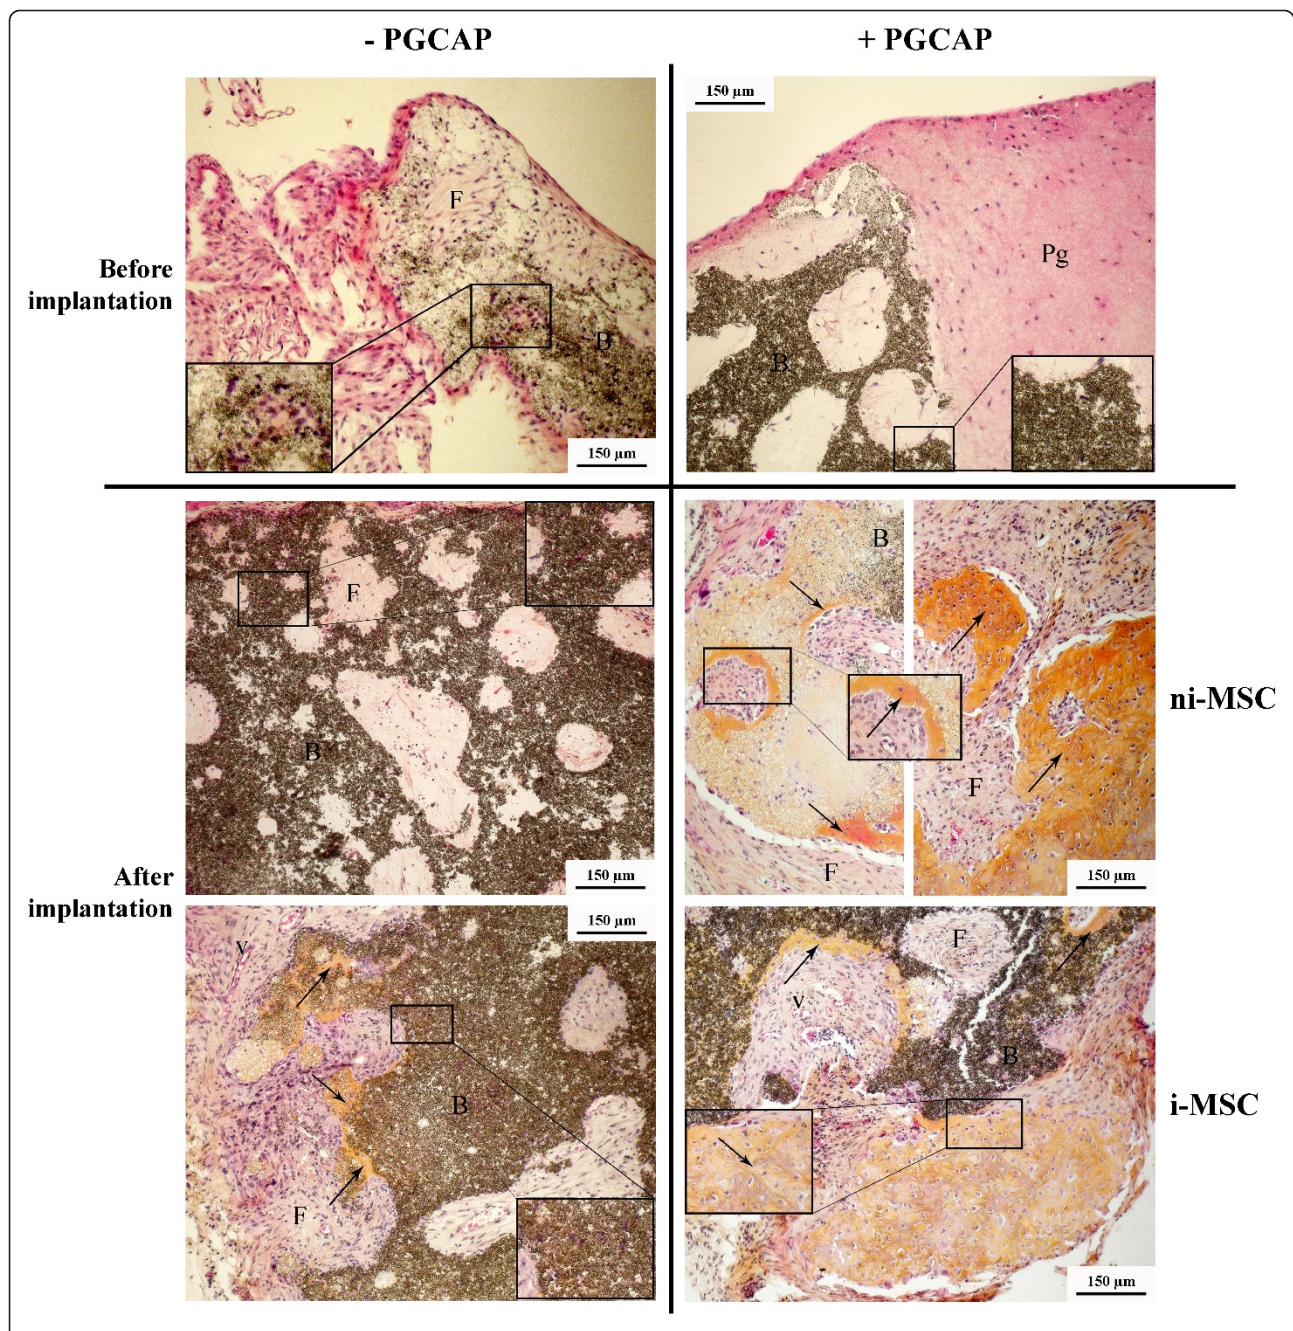 - PGCAP
+ PGCAP
Before
implantation
F
B
150 µm
150 µm
Pg
B
After
implantation
F
B
150 µm
B
F
F
150 µm
ni-MSC
150 µm
v
B
F
F
v
B
150 µm
i-MSC